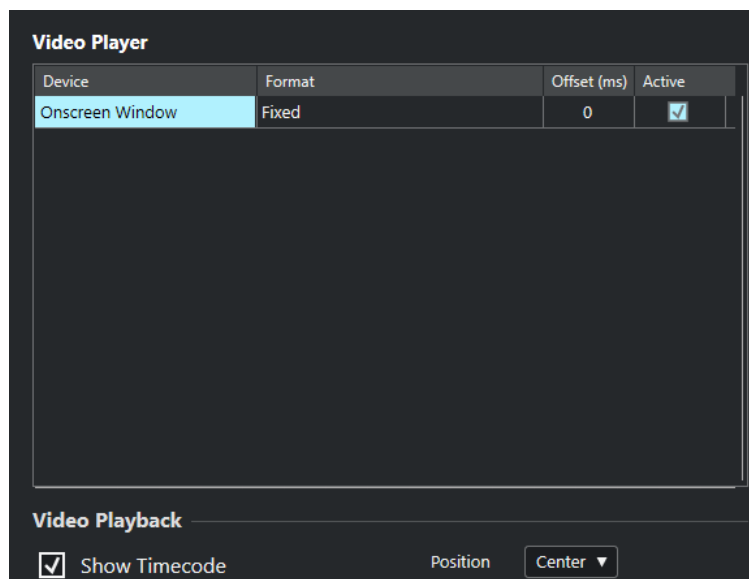 Video Player
Device Format Offset (ms) Active
Onscreen Window Fixed 0
Video Playback
Show Timecode Position Center